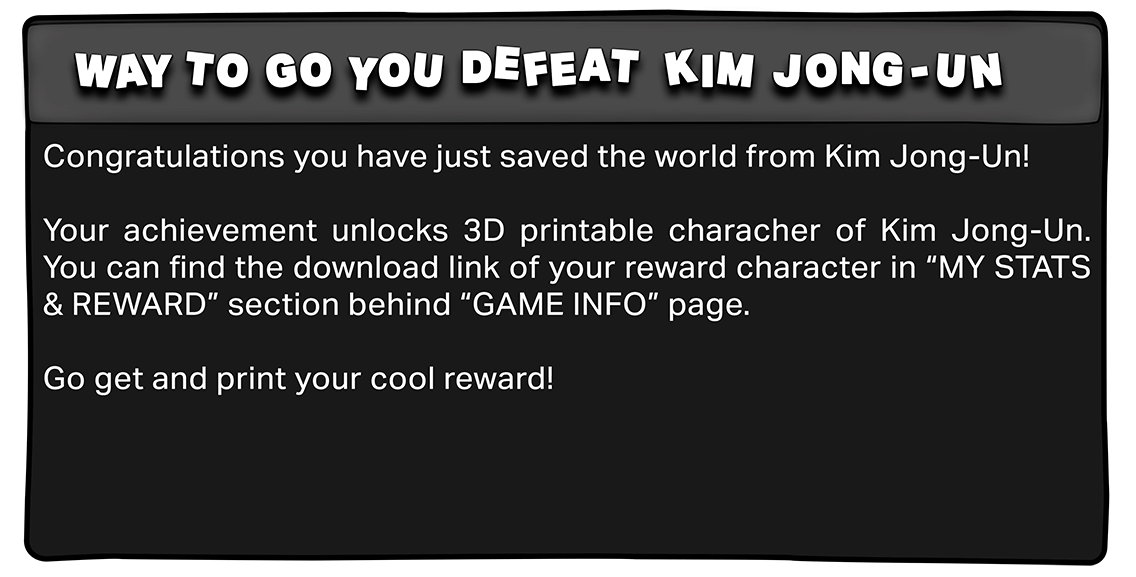 WAY TO GO YOU DEFEAT KIM JONG-UN
Congratulations you have just saved the world from Kim Jong-Un!
Your achievement unlocks 3D printable characher of Kim Jong-Un.
You can find the download link of your reward character in “MY STATS
& REWARD” section behind “GAME INFO” page.
Go get and print your cool reward!